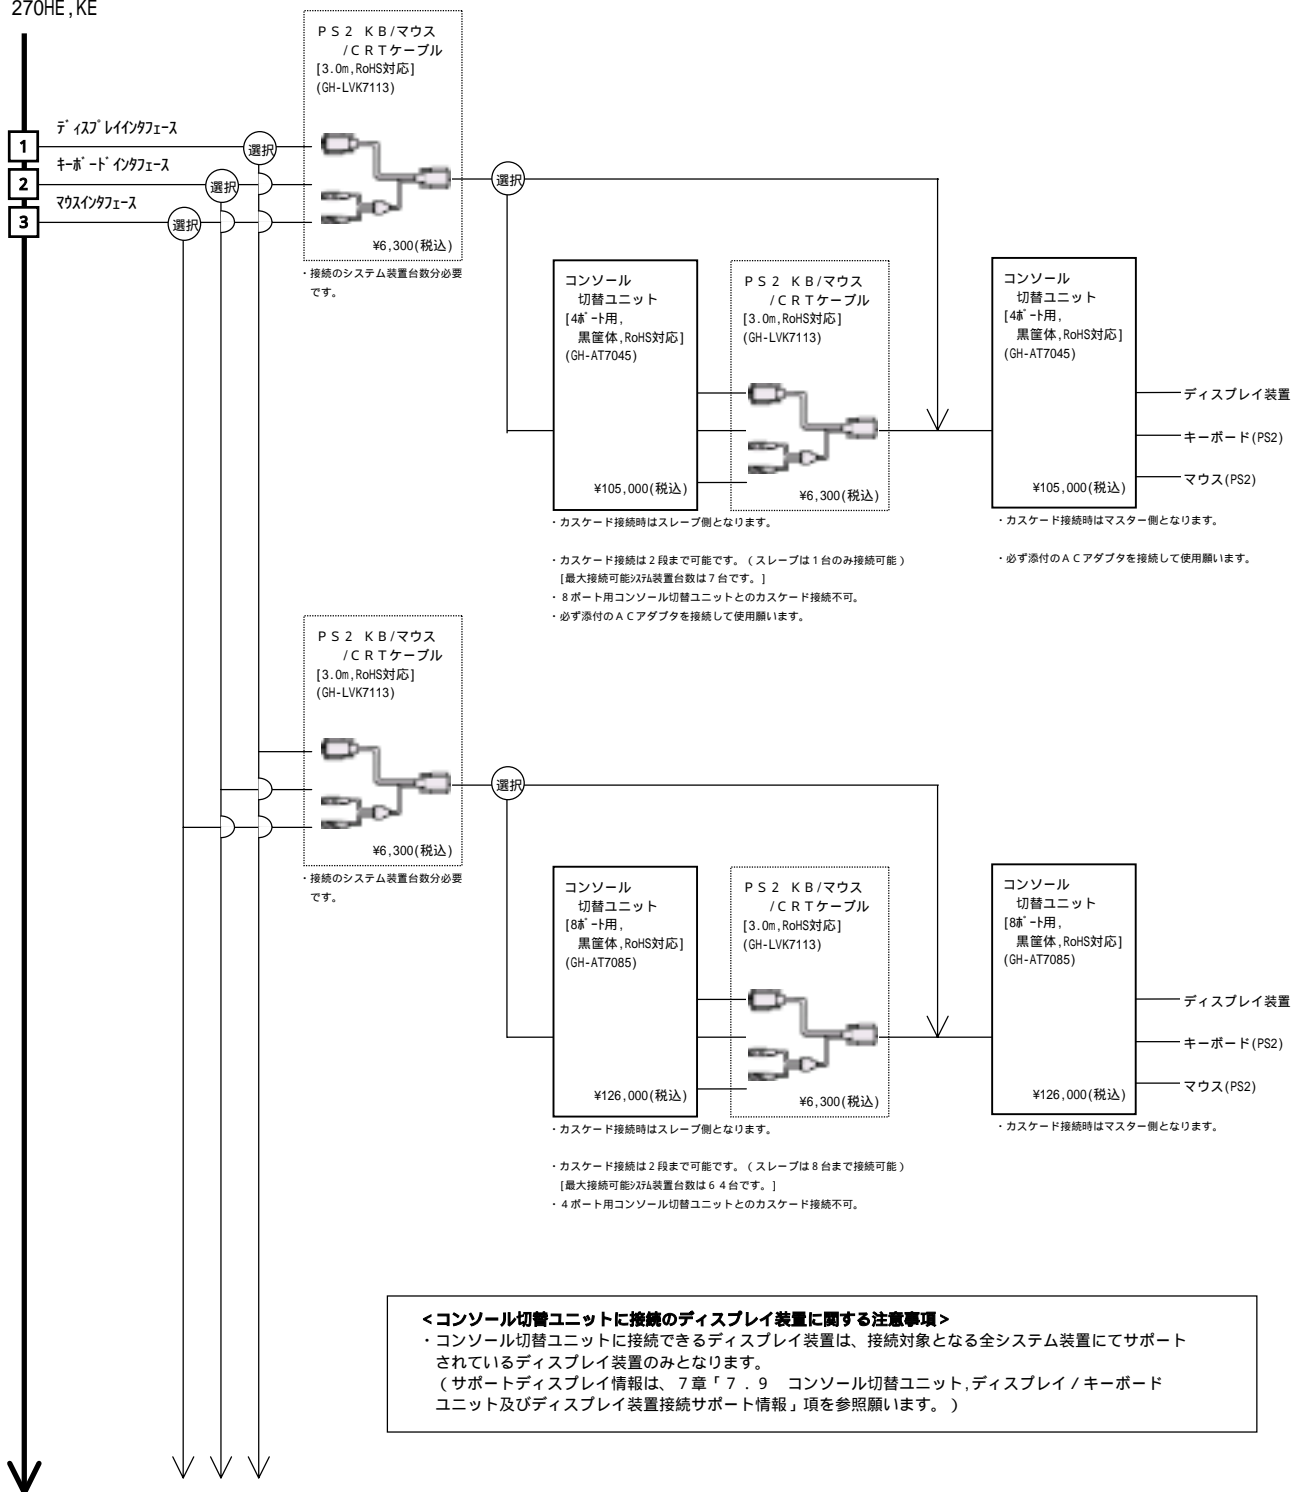 270HE,KE
PS2 KB/マウス
/CRTケーブル
[3.0m,RoHS対応]
(GH-LVK7113)
¥6,300(税込)
・接続のシステム装置台数分必要
です。
1
ディスプレイインタフェース
選択
2
キーボードインタフェース
選択
3
マウスインタフェース
選択
選択
コンソール
切替ユニット
[4ポート用,
黒筐体,RoHS対応]
(GH-AT7045)
¥105,000(税込)
・カスケード接続時はスレーブ側となります。
・カスケード接続は2段まで可能です。(スレーブは1台のみ接続可能)
[最大接続可能システム装置台数は7台です。]
・8ポート用コンソール切替ユニットとのカスケード接続不可。
・必ず添付のACアダプタを接続して使用願います。
PS2 KB/マウス
/CRTケーブル
[3.0m,RoHS対応]
(GH-LVK7113)
¥6,300(税込)
コンソール
切替ユニット
[4ポート用,
黒筐体,RoHS対応]
(GH-AT7045)
¥105,000(税込)
・カスケード接続時はマスター側となります。
・必ず添付のACアダプタを接続して使用願います。
ディスプレイ装置
キーボード(PS2)
マウス(PS2)
PS2 KB/マウス
/CRTケーブル
[3.0m,RoHS対応]
(GH-LVK7113)
¥6,300(税込)
・接続のシステム装置台数分必要
です。
選択
コンソール
切替ユニット
[8ポート用,
黒筐体,RoHS対応]
(GH-AT7085)
¥126,000(税込)
・カスケード接続時はスレーブ側となります。
・カスケード接続は2段まで可能です。(スレーブは8台まで接続可能)
[最大接続可能システム装置台数は64台です。]
・4ポート用コンソール切替ユニットとのカスケード接続不可。
PS2 KB/マウス
/CRTケーブル
[3.0m,RoHS対応]
(GH-LVK7113)
¥6,300(税込)
コンソール
切替ユニット
[8ポート用,
黒筐体,RoHS対応]
(GH-AT7085)
¥126,000(税込)
・カスケード接続時はマスター側となります。
ディスプレイ装置
キーボード(PS2)
マウス(PS2)
<コンソール切替ユニットに接続のディスプレイ装置に関する注意事項>
・コンソール切替ユニットに接続できるディスプレイ装置は、接続対象となる全システム装置にてサポート
されているディスプレイ装置のみとなります。
(サポートディスプレイ情報は、7章「7.9 コンソール切替ユニット,ディスプレイ/キーボード
ユニット及びディスプレイ装置接続サポート情報」項を参照願います。)